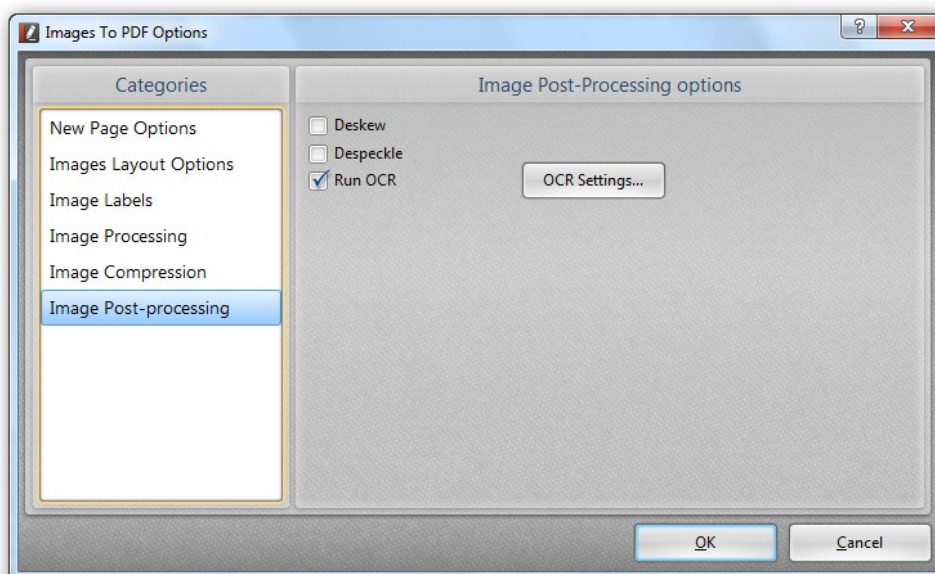 Images To PDF Options
?
Categories
New Page Options
Images Layout Options
Image Labels
Image Processing
Image Compression
Image Post-processing
Image Post-Processing options
Deskew
Despeckle
Run OCR
OCR Settings...
OK
Cancel